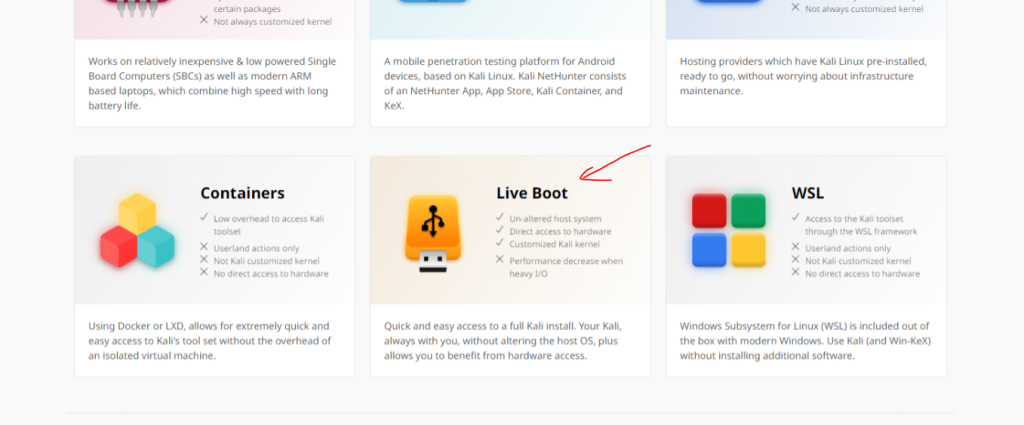 certain packages
Not always customized kernel
Not always customized kernel
Works on relatively inexpensive & low powered Single
Board Computers (SBCs) as well as modern ARM
based laptops, which combine high speed with long
battery life.
A mobile penetration testing platform for Android
devices, based on Kali Linux. Kali NetHunter consists
of an NetHunter App, App Store, Kali Container, and
KeX.
Hosting providers which have Kali Linux pre-installed,
ready to go, without worrying about infrastructure
maintenance.
Containers
Low overhead to access Kali
toolset
Userland actions only
Not Kali customized kernel
No direct access to hardware
Using Docker or LXD, allows for extremely quick and
easy access to Kali's tool set without the overhead of
an isolated virtual machine.
Live Boot
Un-altered host system
Direct access to hardware
Customized Kali kernel
Performance decrease when
heavy I/O
Quick and easy access to a full Kali install. Your Kali,
always with you, without altering the host OS, plus
allows you to benefit from hardware access.
WSL
Access to the Kali toolset
through the WSL framework
Userland actions only
Not Kali customized kernel
No direct access to hardware
Windows Subsystem for Linux (WSL) is included out of
the box with modern Windows. Use Kali (and Win-KeX)
without installing additional software.